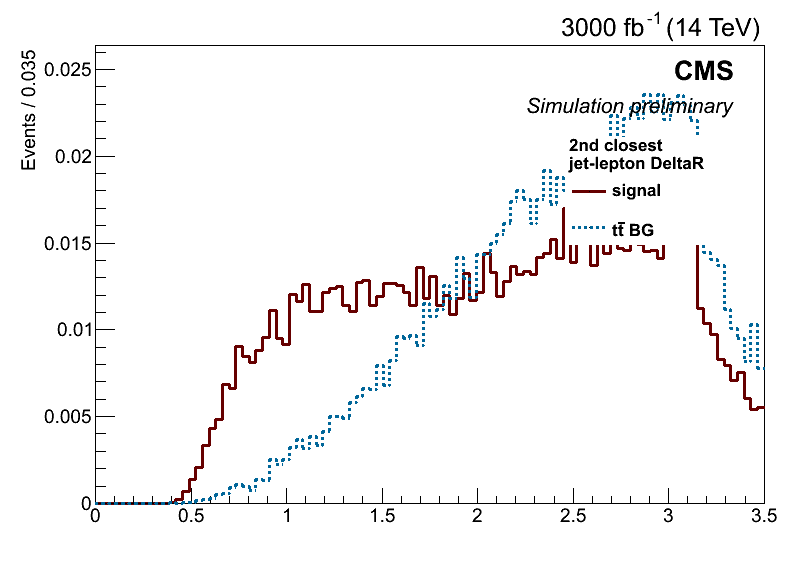 3000 fb⁻¹ (14 TeV)
Events / 0.035
CMS
Simulation preliminary
2nd closest
jet-lepton DeltaR
signal
tt̄ BG
0.025
0.02
0.015
0.01
0.005
0
0 0.5 1 1.5 2 2.5 3 3.5